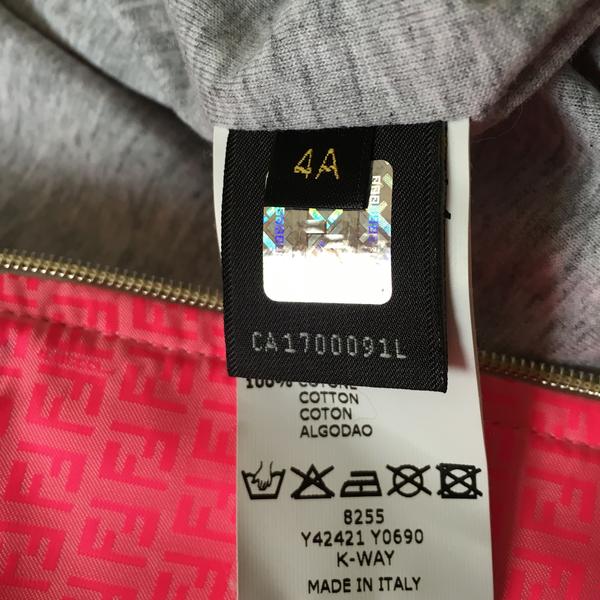 4A
CA1700091L
100% COTONE
COTTON
COTON
ALGODAO
8255
Y42421 Y0690
K-WAY
MADE IN ITALY